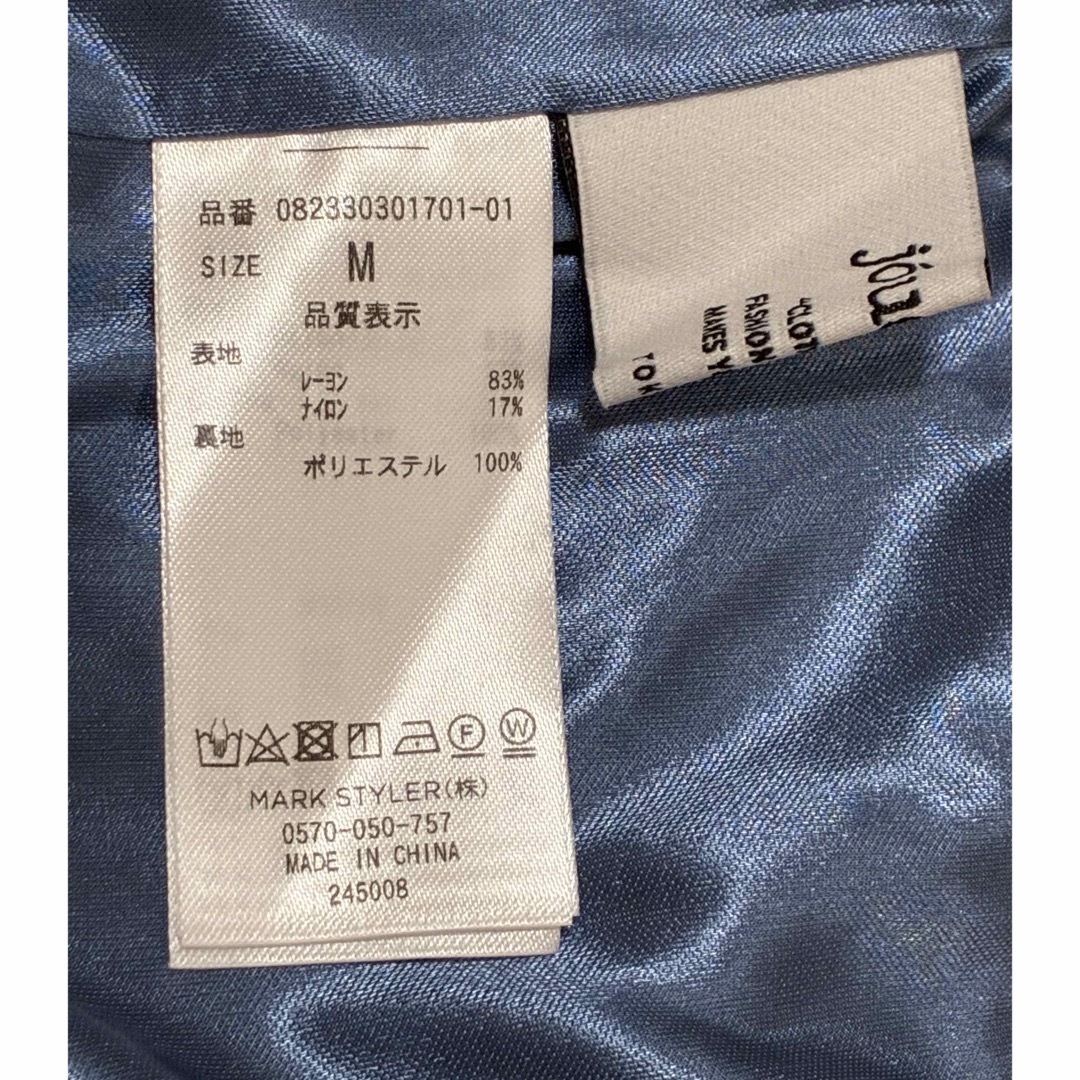 品番 082330301701-01
SIZE M
品質表示
表地
レーヨン 83%
ナイロン 17%
裏地
ポリエステル 100%
F W
MARK STYLER(株)
0570-050-757
MADE IN CHINA
245008
FASHION
MAKES